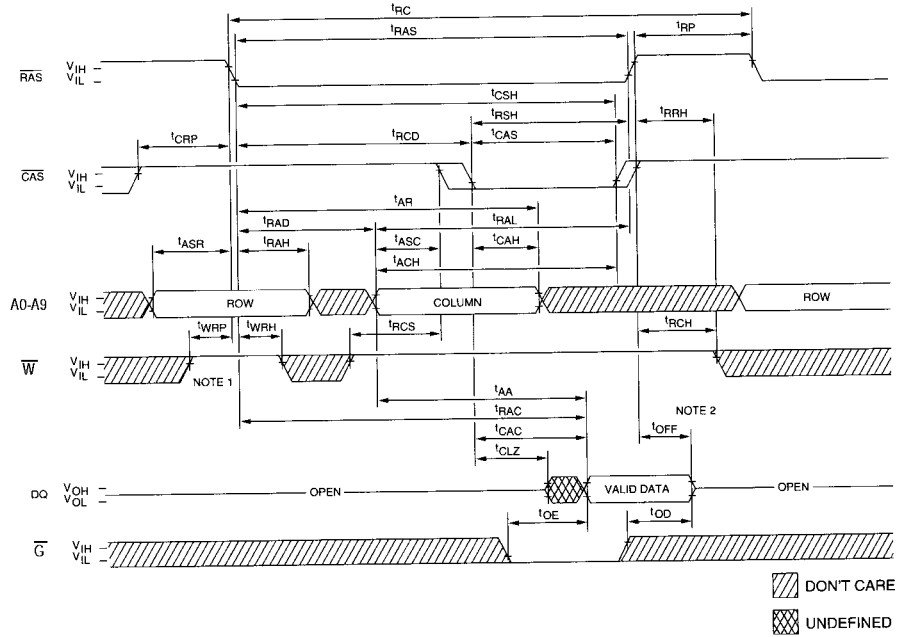 tRC
tRAS
tRP
RAS
VIH
VIL
tCSH
tRSH
tRRH
tCRP
tRCD
tCAS
CAS
VIH
VIL
tAR
tRAD
tRAL
tASR
tRAH
tASC
tCAH
tACH
A0-A9
VIH
VIL
ROW
COLUMN
ROW
tWRP
tWRH
tRCS
tRCH
W
VIH
VIL
NOTE 1
tAA
tRAC
NOTE 2
tCAC
tOFF
tCLZ
DQ
VOH
VOL
OPEN
VALID DATA
OPEN
tOE
tOD
G
VIH
VIL
DON'T CARE
UNDEFINED